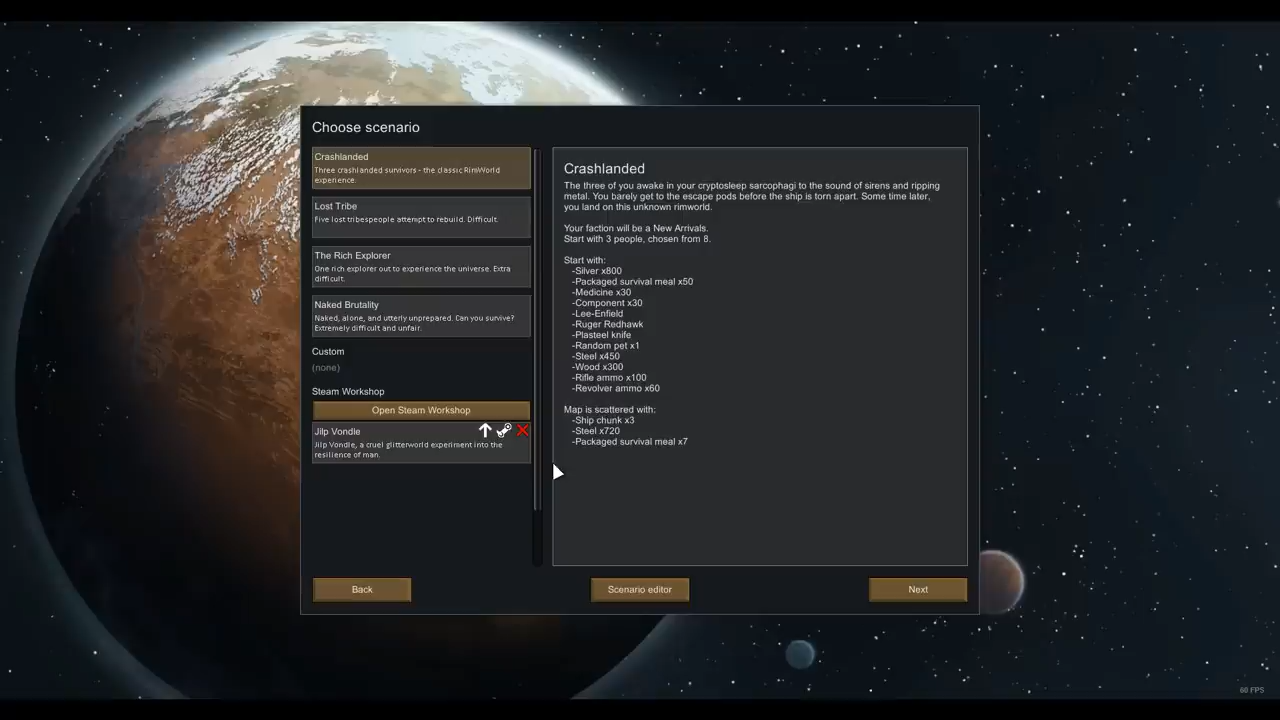 Choose scenario
Crashlanded
Three crashlanded survivors - the classic RimWorld
experience.
Lost Tribe
Five lost tribespeople attempt to rebuild. Difficult.
The Rich Explorer
One rich explorer out to experience the universe. Extra
difficult.
Naked Brutality
Naked, alone, and utterly unprepared. Can you survive?
Extremely difficult and unfair.
Custom
(none)
Steam Workshop
Open Steam Workshop
Jilp Vondle
Jilp Vondle, a cruel glitterworld experiment into the
resilience of man.
Crashlanded
The three of you awake in your cryptosleep sarcophagi to the sound of sirens and ripping
metal. You barely get to the escape pods before the ship is torn apart. Some time later,
you land on this unknown rimworld.
Your faction will be a New Arrivals.
Start with 3 people, chosen from 8.
Start with:
-Silver x800
-Packaged survival meal x50
-Medicine x30
-Component x30
-Lee-Enfield
-Ruger Redhawk
-Plasteel knife
-Random pet x1
-Steel x450
-Wood x300
-Rifle ammo x100
-Revolver ammo x60
Map is scattered with:
-Ship chunk x3
-Steel x720
-Packaged survival meal x7
Back
Scenario editor
Next
60 FPS